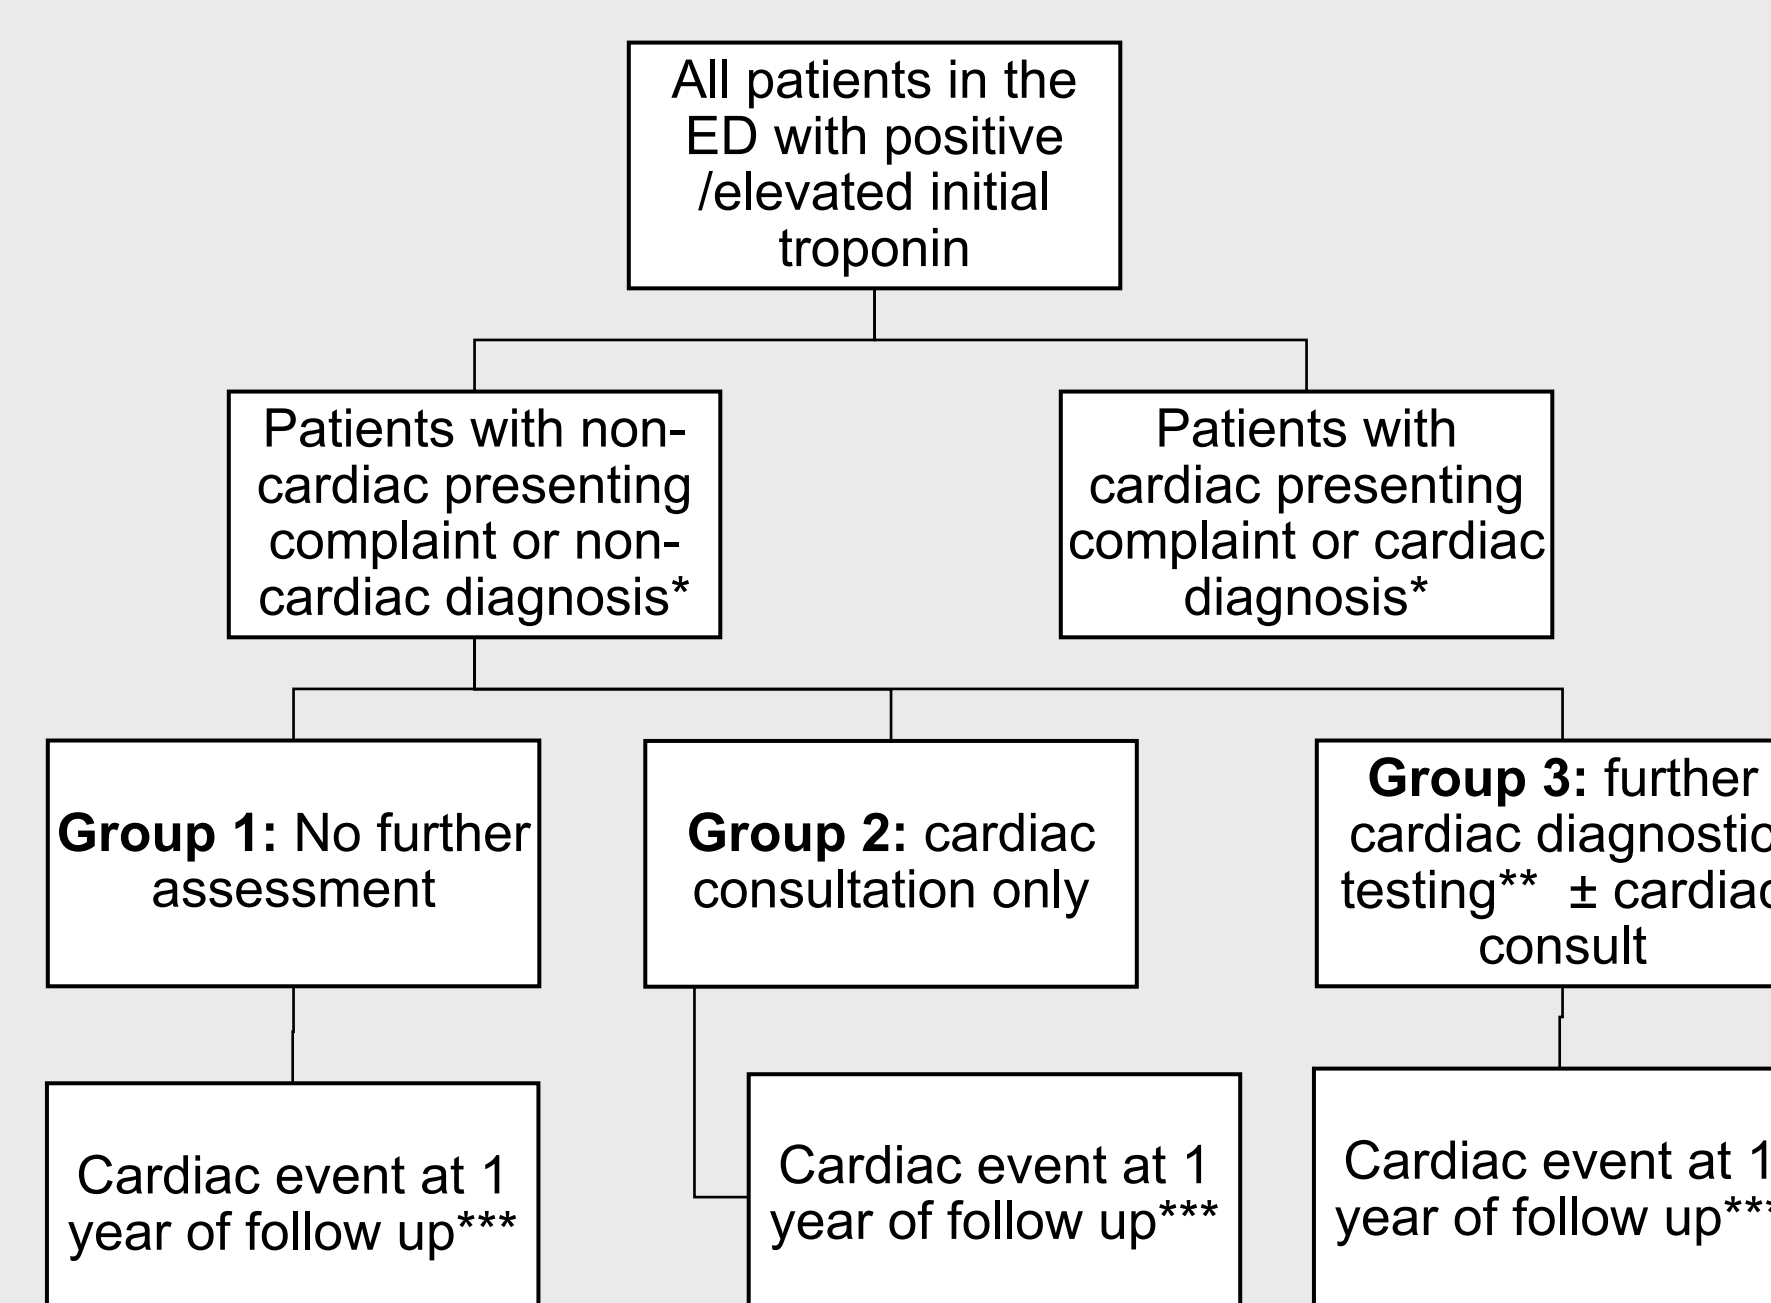 All patients in the
ED with positive
/elevated initial
troponin
Patients with non-
cardiac presenting
complaint or non-
cardiac diagnosis*
Patients with
cardiac presenting
complaint or cardiac
diagnosis*
Group 1: No further
assessment
Group 2: cardiac
consultation only
Group 3: further
cardiac diagnostic
testing** ± cardiac
consult
Cardiac event at 1
year of follow up***
Cardiac event at 1
year of follow up***
Cardiac event at 1
year of follow up***